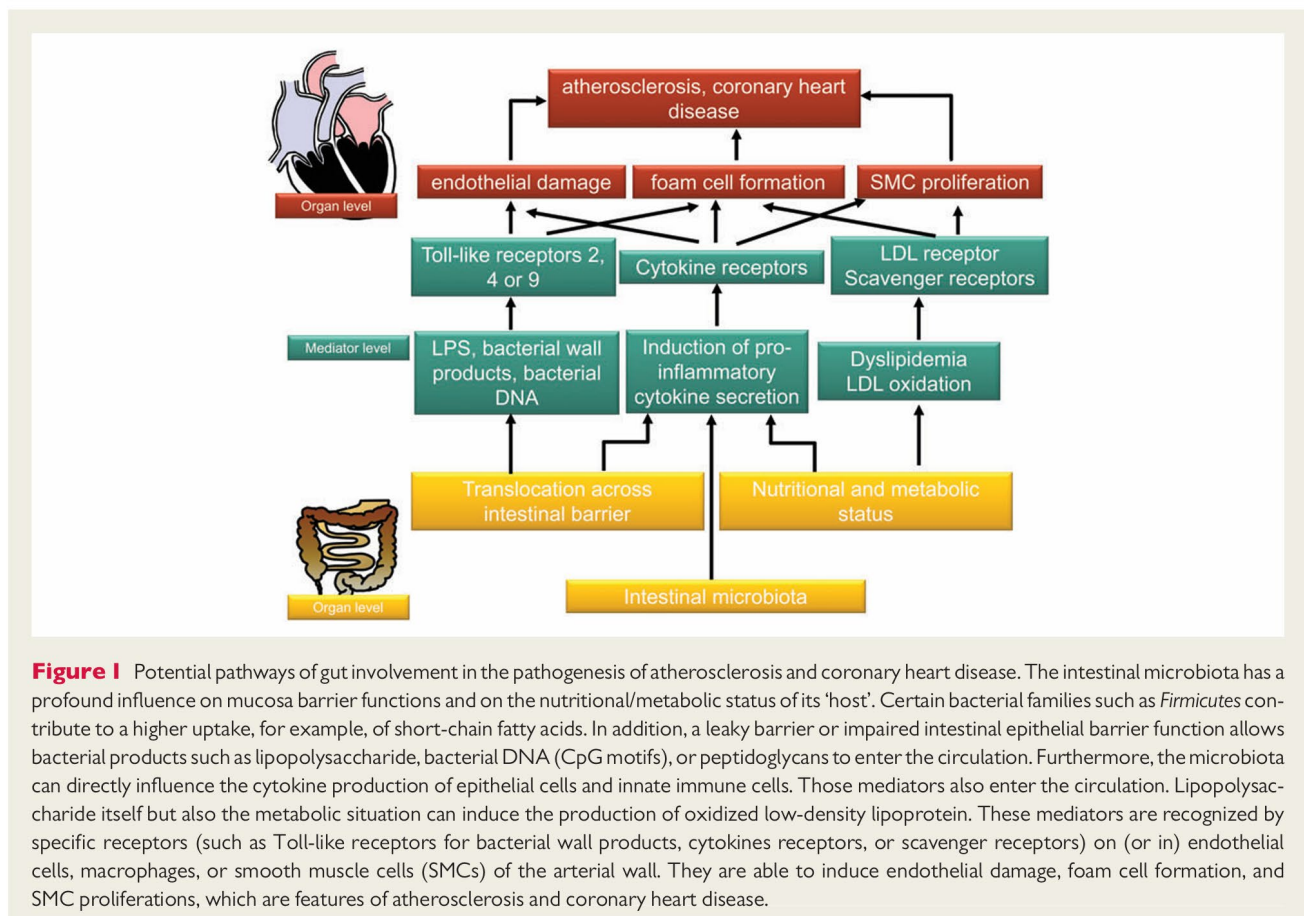 atherosclerosis, coronary heart
disease
endothelial damage
foam cell formation
SMC proliferation
Organ level
Toll-like receptors 2,
4 or 9
Cytokine receptors
LDL receptor
Scavenger receptors
Mediator level
LPS, bacterial wall
products, bacterial
DNA
Induction of pro-
inflammatory
cytokine secretion
Dyslipidemia
LDL oxidation
Translocation across
intestinal barrier
Nutritional and metabolic
status
Organ level
Intestinal microbiota
Figure 1 Potential pathways of gut involvement in the pathogenesis of atherosclerosis and coronary heart disease. The intestinal microbiota has a
profound influence on mucosa barrier functions and on the nutritional/metabolic status of its ‘host’. Certain bacterial families such as Firmicutes con-
tribute to a higher uptake, for example, of short-chain fatty acids. In addition, a leaky barrier or impaired intestinal epithelial barrier function allows
bacterial products such as lipopolysaccharide, bacterial DNA (CpG motifs), or peptidoglycans to enter the circulation. Furthermore, the microbiota
can directly influence the cytokine production of epithelial cells and innate immune cells. Those mediators also enter the circulation. Lipopolysac-
charide itself but also the metabolic situation can induce the production of oxidized low-density lipoprotein. These mediators are recognized by
specific receptors (such as Toll-like receptors for bacterial wall products, cytokines receptors, or scavenger receptors) on (or in) endothelial
cells, macrophages, or smooth muscle cells (SMCs) of the arterial wall. They are able to induce endothelial damage, foam cell formation, and
SMC proliferations, which are features of atherosclerosis and coronary heart disease.